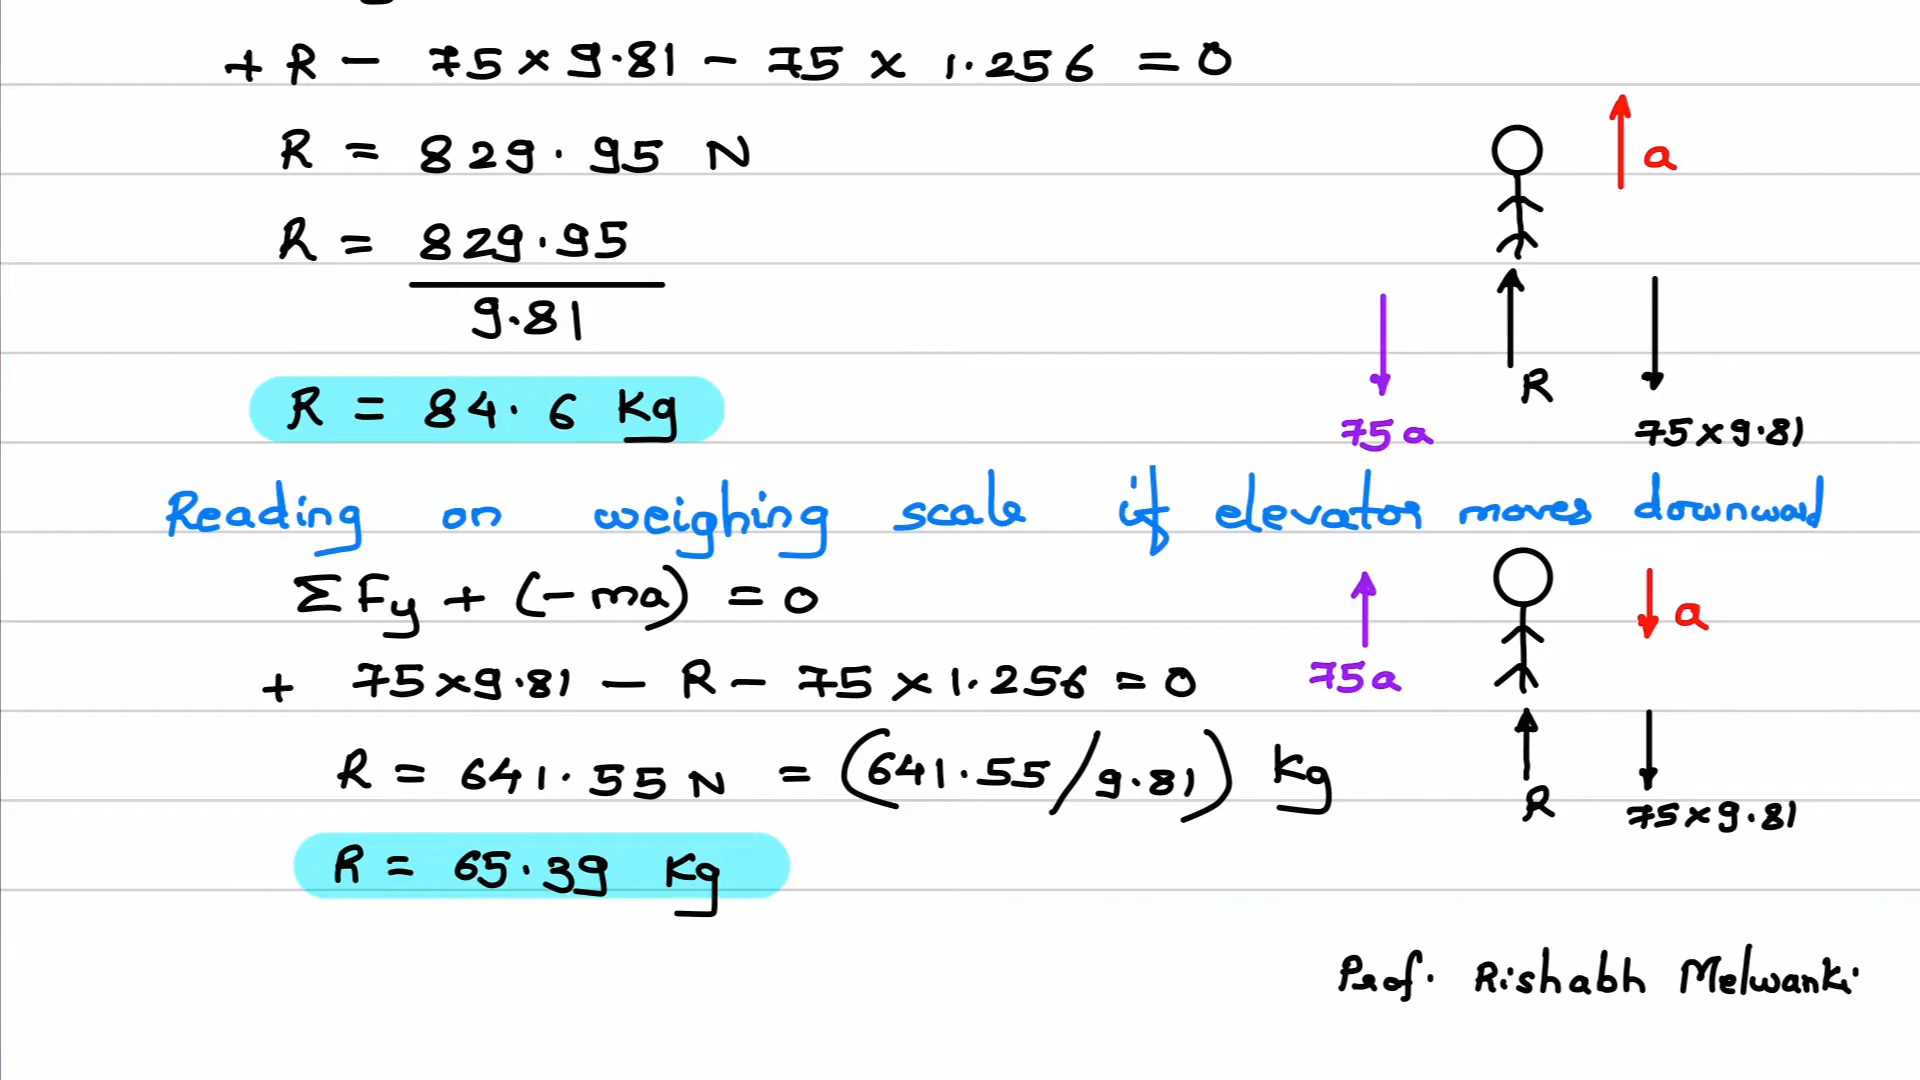 + R - 75 × 9.81 - 75 × 1.256 = 0
R = 829.95 N
R = 829.95
9.81
R = 84.6 Kg
a
R
75a
75×9.81
Reading on weighing scale if elevator moves downward
ΣFy + (-ma) = 0
+ 75×9.81 - R - 75 × 1.256 = 0
R = 641.55 N = (641.55/9.81) Kg
R = 65.39 Kg
a
75a
R
75×9.81
Prof. Rishabh Melwanki